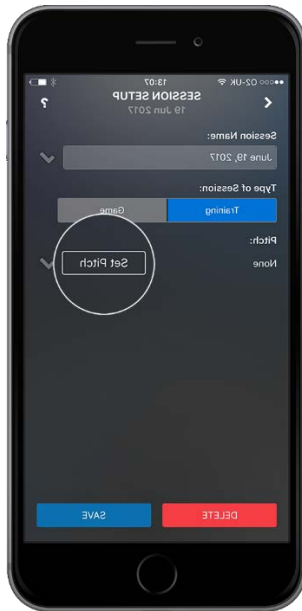 O2-UK 13:07
SESSION SETUP
19 Jun 2017
?
Session Name:
June 19, 2017
Type of Session:
Training Game
Pitch:
None Set Pitch
DELETE SAVE